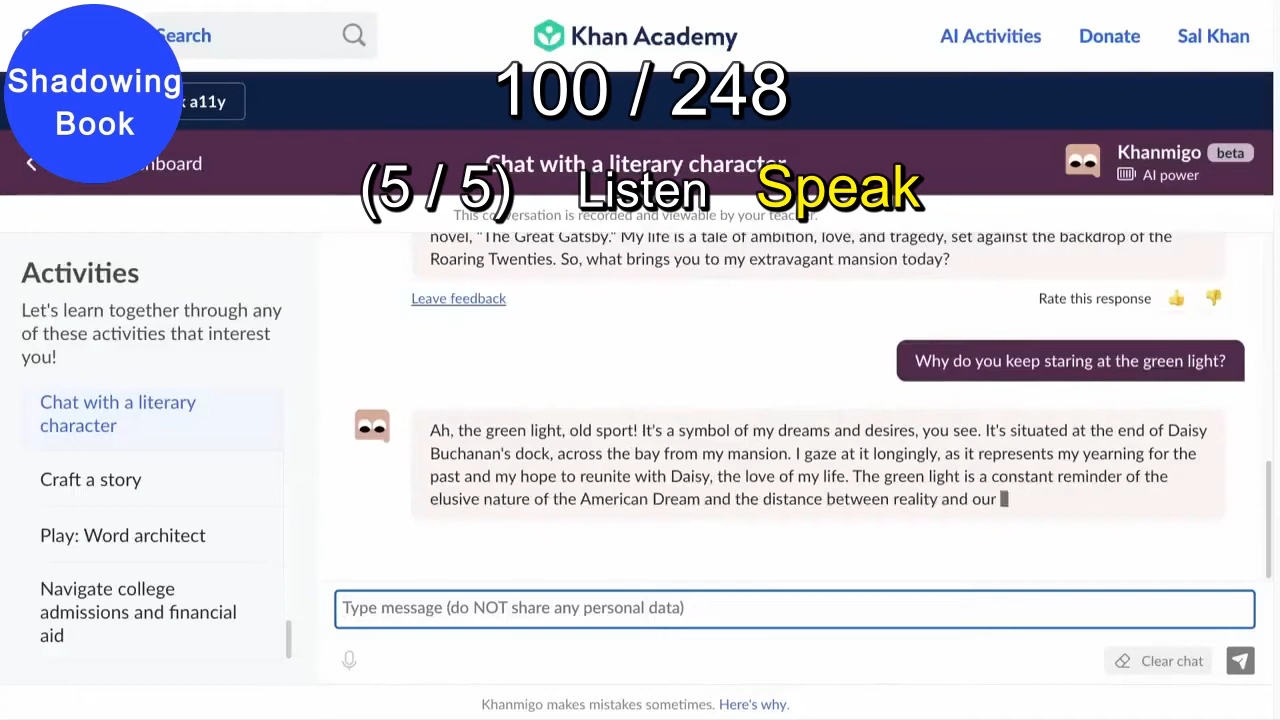 Search
Khan Academy
AI Activities
Donate
Sal Khan
Shadowing
Book
100 / 248
a11y
Chat with a literary character
Khanmigo beta
AI power
(5 / 5) Listen Speak
This conversation is recorded and viewable by your teacher.
Activities
Let's learn together through any
of these activities that interest
you!
Chat with a literary
character
Craft a story
Play: Word architect
Navigate college
admissions and financial
aid
novel, "The Great Gatsby." My life is a tale of ambition, love, and tragedy, set against the backdrop of the
Roaring Twenties. So, what brings you to my extravagant mansion today?
Leave feedback
Rate this response
Why do you keep staring at the green light?
Ah, the green light, old sport! It's a symbol of my dreams and desires, you see. It's situated at the end of Daisy
Buchanan's dock, across the bay from my mansion. I gaze at it longingly, as it represents my yearning for the
past and my hope to reunite with Daisy, the love of my life. The green light is a constant reminder of the
elusive nature of the American Dream and the distance between reality and our
Type message (do NOT share any personal data)
Clear chat
Khanmigo makes mistakes sometimes. Here's why.